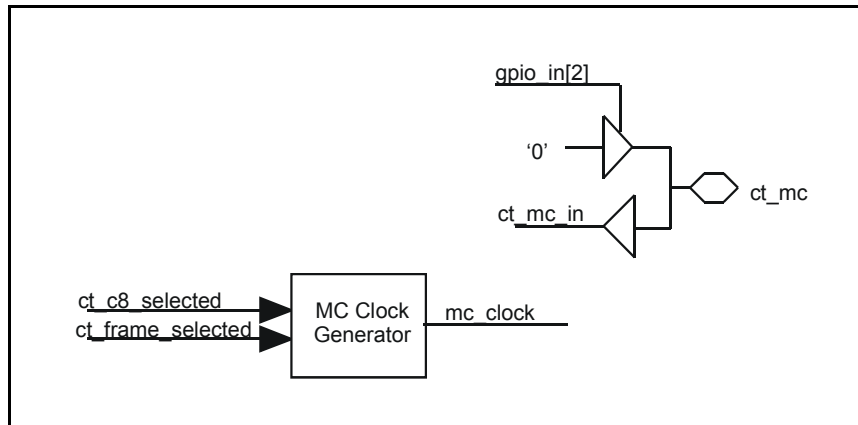 gpio_in[2]
‘0’
ct_mc
ct_mc_in
ct_c8_selected
ct_frame_selected
MC Clock
Generator
mc_clock